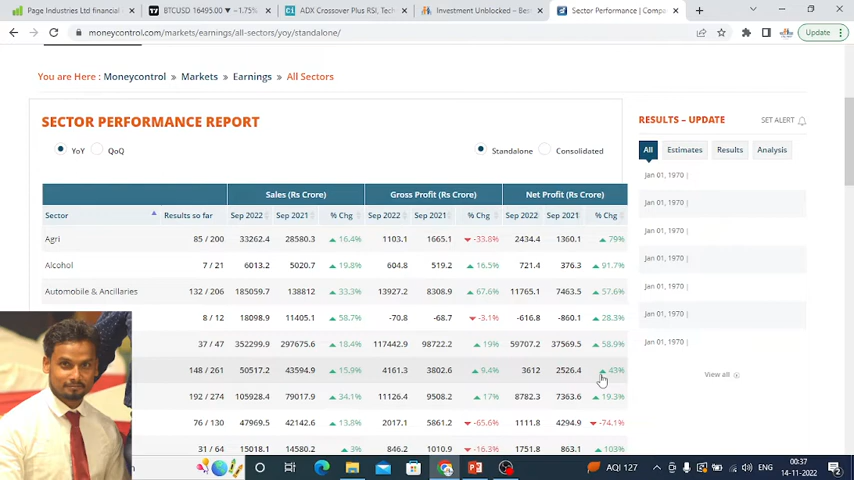 Page Industries Ltd financial
BTCUSD 16495.00 ▼ −1.75%
ADX Crossover Plus RSI, Tech
Investment Unblocked – Be
Sector Performance | Compa
moneycontrol.com/markets/earnings/all-sectors/yoy/standalone/
Update
You are Here : Moneycontrol » Markets » Earnings » All Sectors
SECTOR PERFORMANCE REPORT
YoY QoQ Standalone Consolidated
Sales (Rs Crore) Gross Profit (Rs Crore) Net Profit (Rs Crore)
Sector Results so far Sep 2022 Sep 2021 % Chg Sep 2022 Sep 2021 % Chg Sep 2022 Sep 2021 % Chg
Agri 85 / 200 33262.4 28580.3 16.4% 1103.1 1665.1 -33.8% 2434.4 1360.1 79%
Alcohol 7 / 21 6013.2 5020.7 19.8% 604.8 519.2 16.5% 721.4 376.3 91.7%
Automobile & Ancillaries 132 / 206 185059.7 138812 33.3% 13927.2 8308.9 67.6% 11765.1 7463.5 57.6%
8 / 12 18098.9 11405.1 58.7% -70.8 -68.7 -3.1% -616.8 -860.1 28.3%
37 / 47 352299.9 297675.6 18.4% 117442.9 98722.2 19% 59707.2 37569.5 58.9%
148 / 261 50517.2 43594.9 15.9% 4161.3 3802.6 9.4% 3612 2526.4 43%
192 / 274 105928.4 79017.9 34.1% 11126.4 9508.2 17% 8782.3 7363.6 19.3%
76 / 130 47969.5 42142.6 13.8% 2017.1 5861.2 -65.6% 1111.8 4294.9 -74.1%
31 / 64 15018.1 14580.2 3% 846.2 1010.9 -16.3% 1751.8 863.1 103%
RESULTS – UPDATE SET ALERT
All Estimates Results Analysis
Jan 01, 1970 |
Jan 01, 1970 |
Jan 01, 1970 |
Jan 01, 1970 |
Jan 01, 1970 |
Jan 01, 1970 |
Jan 01, 1970 |
View all
AQI 127
ENG
00:37
14-11-2022
2